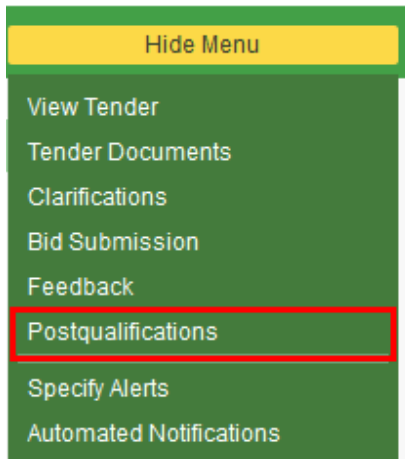 Hide Menu
View Tender
Tender Documents
Clarifications
Bid Submission
Feedback
Postqualifications
Specify Alerts
Automated Notifications